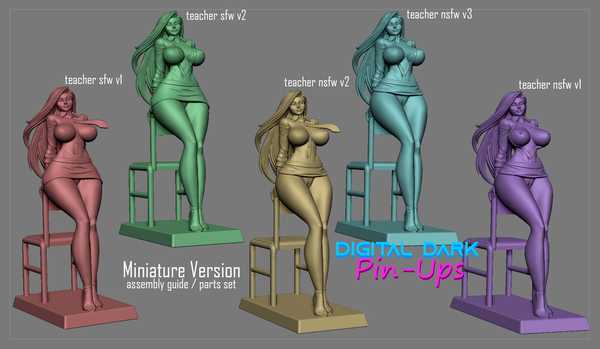 teacher sfw v1
teacher sfw v2
teacher nsfw v2
teacher nsfw v3
teacher nsfw v1
Miniature Version
assembly guide / parts set
DIGITAL DARK
Pin-Ups